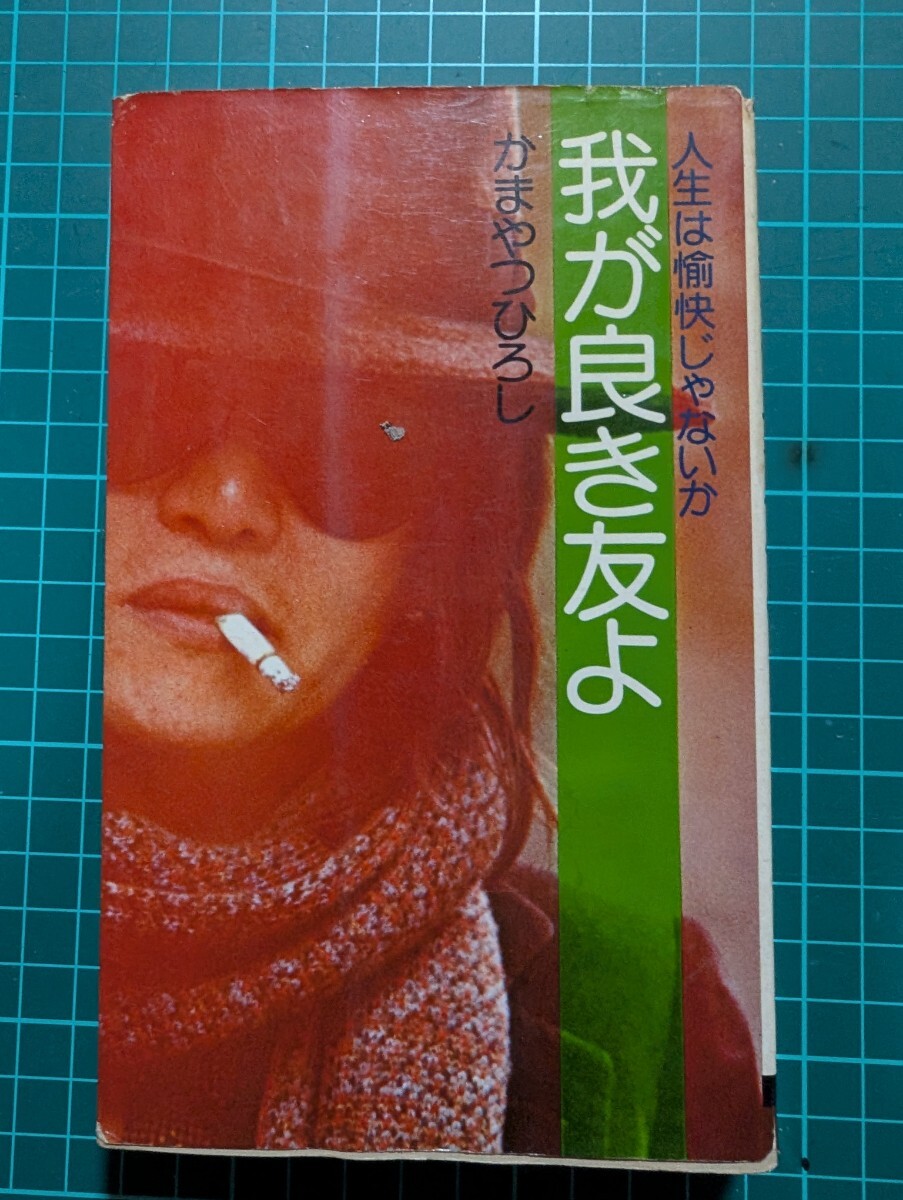 人生は愉快じゃないか
我が良き友よ
かまやつひろし